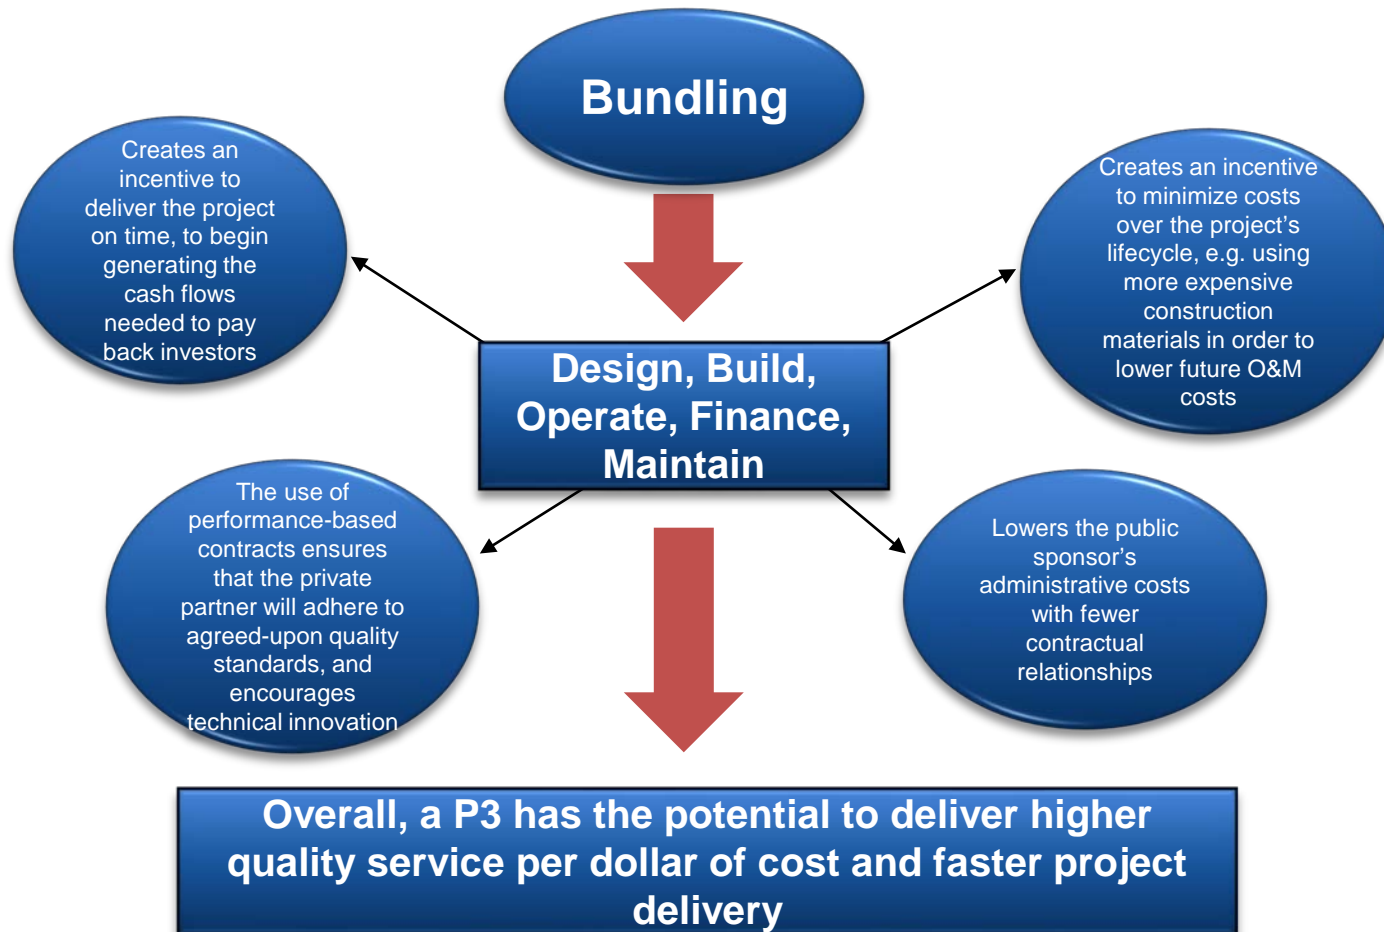 Bundling
Creates an
incentive to
deliver the project
on time, to begin
generating the
cash flows
needed to pay
back investors
Creates an incentive
to minimize costs
over the project's
lifecycle, e.g. using
more expensive
construction
materials in order to
lower future O&M
costs
Design, Build,
Operate, Finance,
Maintain
The use of
performance-based
contracts ensures
that the private
partner will adhere to
agreed-upon quality
standards, and
encourages
technical innovation
Lowers the public
sponsor's
administrative costs
with fewer
contractual
relationships
Overall, a P3 has the potential to deliver higher
quality service per dollar of cost and faster project
delivery